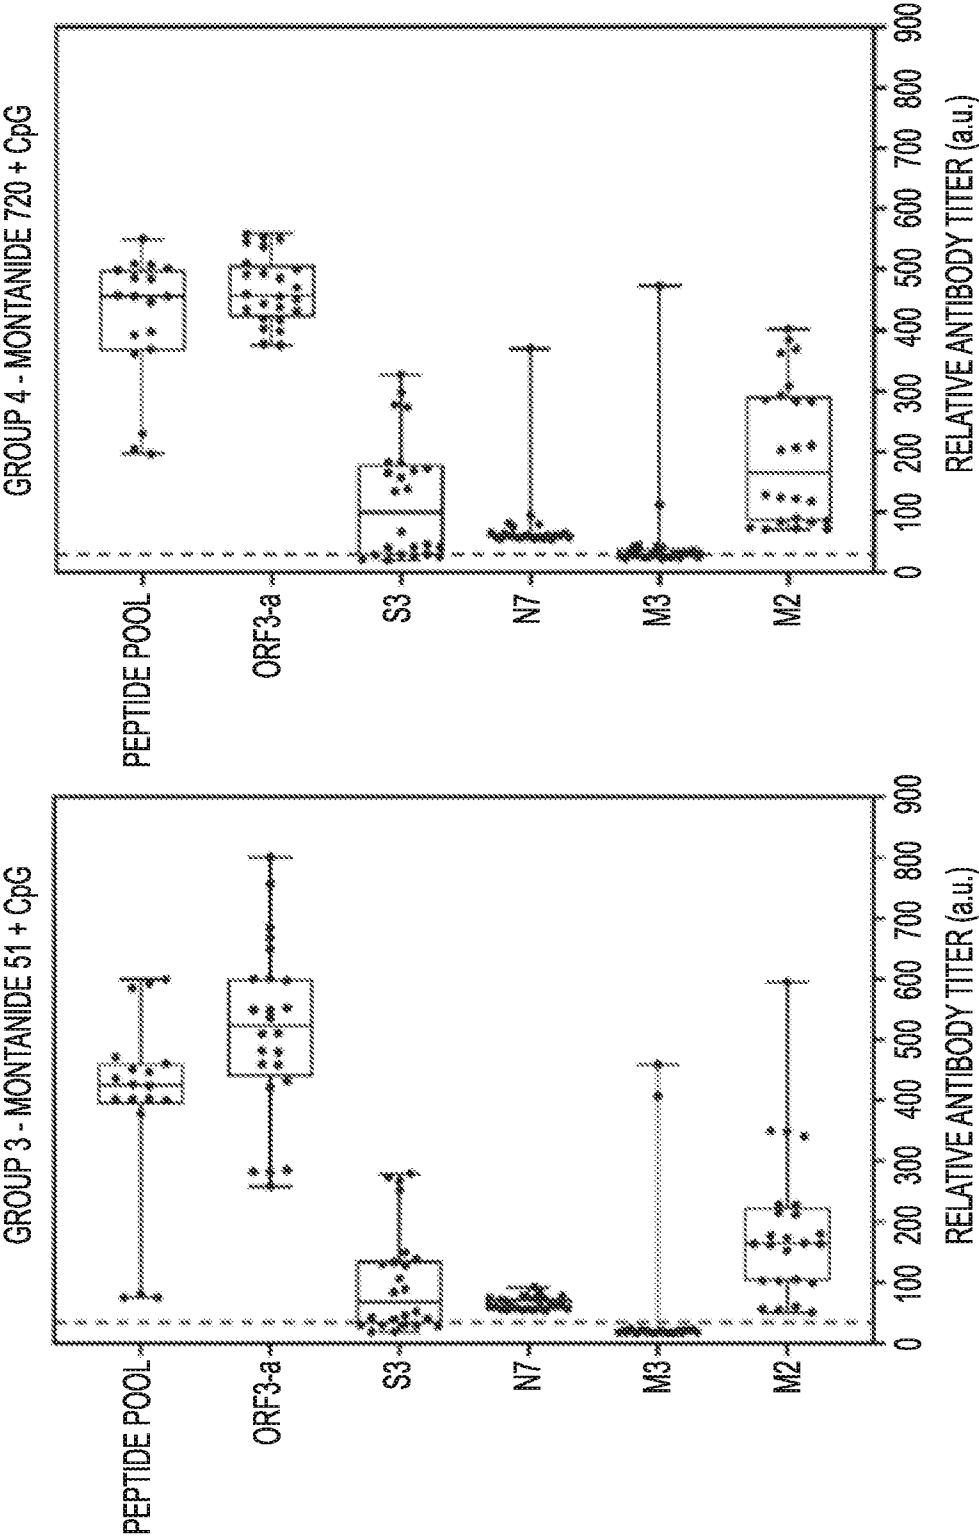 GROUP 3 - MONTANIDE 51 + CpG
PEPTIDE POOL
ORF3-a
S3
N7
M3
M2
0 100 200 300 400 500 600 700 800 900
RELATIVE ANTIBODY TITER (a.u.)
GROUP 4 - MONTANIDE 720 + CpG
PEPTIDE POOL
ORF3-a
S3
N7
M3
M2
0 100 200 300 400 500 600 700 800 900
RELATIVE ANTIBODY TITER (a.u.)